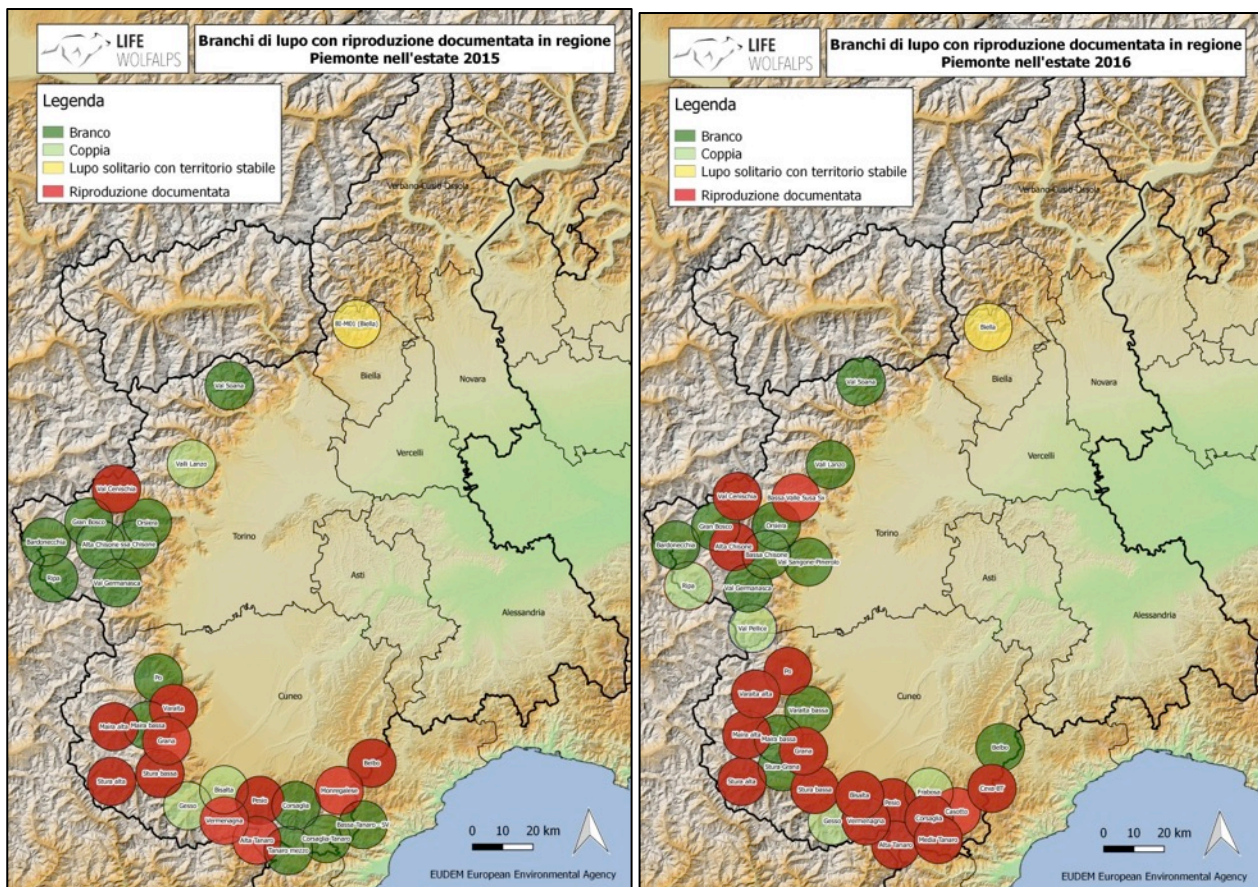 LIFE
WOLFALPS
Branchi di lupo con riproduzione documentata in regione
Piemonte nell'estate 2015
Legenda
Branco
Coppia
Lupo solitario con territorio stabile
Riproduzione documentata
Verbano-Cusio-Ossola
BI-M01 (Biella)
Biella
Novara
Val Soana
Vercelli
Valli Lanzo
Val Cenischia
Gran Bosco
Orsiera
Torino
Bardonecchia
Alta Chisone
Chisone
Ripa
Val Germanasca
Asti
Alessandria
Po
Cuneo
Varaita
Maira alta
Maira bassa
Grana
Stura alta
Stura bassa
Belbo
Bisalta
Gesso
Pesio
Corsaglia
Monregalese
Vermenagna
Bassa Tanaro - SV
Alta Tanaro
Corsaglia-Tanaro
Tanaro mezzo
0 10 20 km
EUDEM European Environmental Agency
LIFE
WOLFALPS
Branchi di lupo con riproduzione documentata in regione
Piemonte nell'estate 2016
Legenda
Branco
Coppia
Lupo solitario con territorio stabile
Riproduzione documentata
Verbano-Cusio-Ossola
Biella
Biella
Novara
Val Soana
Vercelli
Valli Lanzo
Val Cenischia
Bassa Valle Susa Sx
Gran Bosco
Orsiera
Torino
Bardonecchia
Alta Chisone
Bassa Chisone
Val Sangone-Pinerolo
Ripa
Val Germanasca
Asti
Alessandria
Val Pellice
Po
Cuneo
Varaita alta
Varaita bassa
Maira alta
Maira bassa
Grana
Belbo
Stura alta
Stura-Grana
Stura bassa
Bisalta
Pesio
Frabosa
Ceva-BT
Casotto
Gesso
Vermenagna
Corsaglia
Alta Tanaro
Media Tanaro
0 10 20 km
EUDEM European Environmental Agency